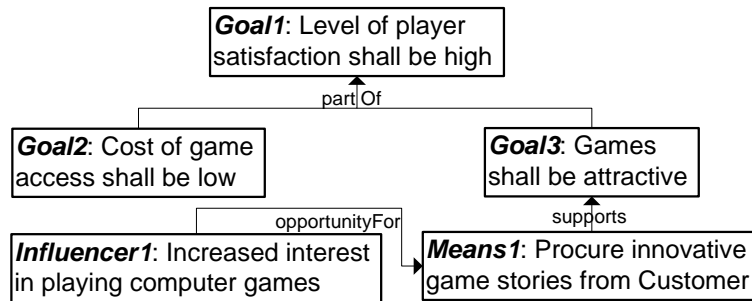 Goal1: Level of player
satisfaction shall be high
part Of
Goal2: Cost of game
access shall be low
Goal3: Games
shall be attractive
opportunityFor
supports
Influencer1: Increased interest
in playing computer games
Means1: Procure innovative
game stories from Customer